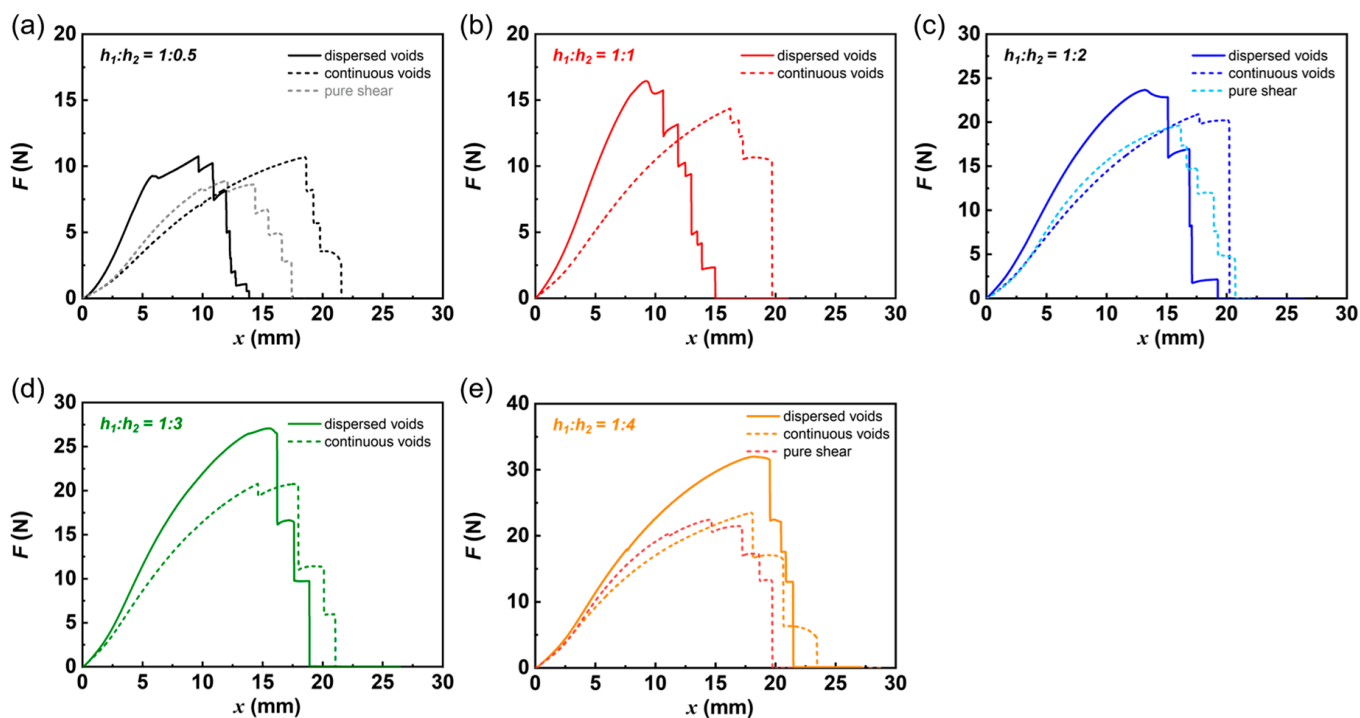 (a)
h1:h2 = 1:0.5
dispersed voids
continuous voids
pure shear
20
15
10
5
0
F (N)
0 5 10 15 20 25 30
x (mm)
(b)
h1:h2 = 1:1
dispersed voids
continuous voids
20
15
10
5
0
F (N)
0 5 10 15 20 25 30
x (mm)
(c)
h1:h2 = 1:2
dispersed voids
continuous voids
pure shear
30
25
20
15
10
5
0
F (N)
0 5 10 15 20 25 30
x (mm)
(d)
h1:h2 = 1:3
dispersed voids
continuous voids
30
25
20
15
10
5
0
F (N)
0 5 10 15 20 25 30
x (mm)
(e)
h1:h2 = 1:4
dispersed voids
continuous voids
pure shear
40
30
20
10
0
F (N)
0 5 10 15 20 25 30
x (mm)